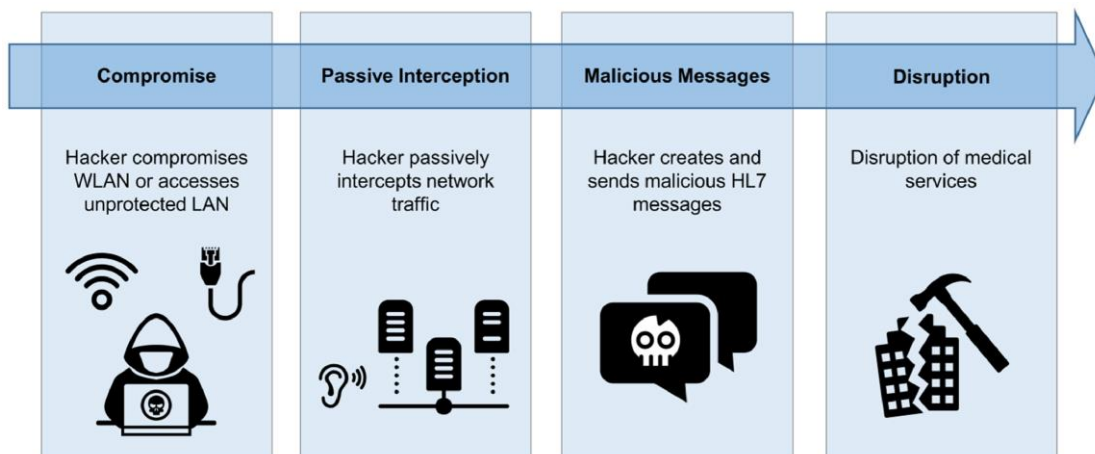 Compromise
Hacker compromises
WLAN or accesses
unprotected LAN
Passive Interception
Hacker passively
intercepts network
traffic
Malicious Messages
Hacker creates and
sends malicious HL7
messages
Disruption
Disruption of medical
services